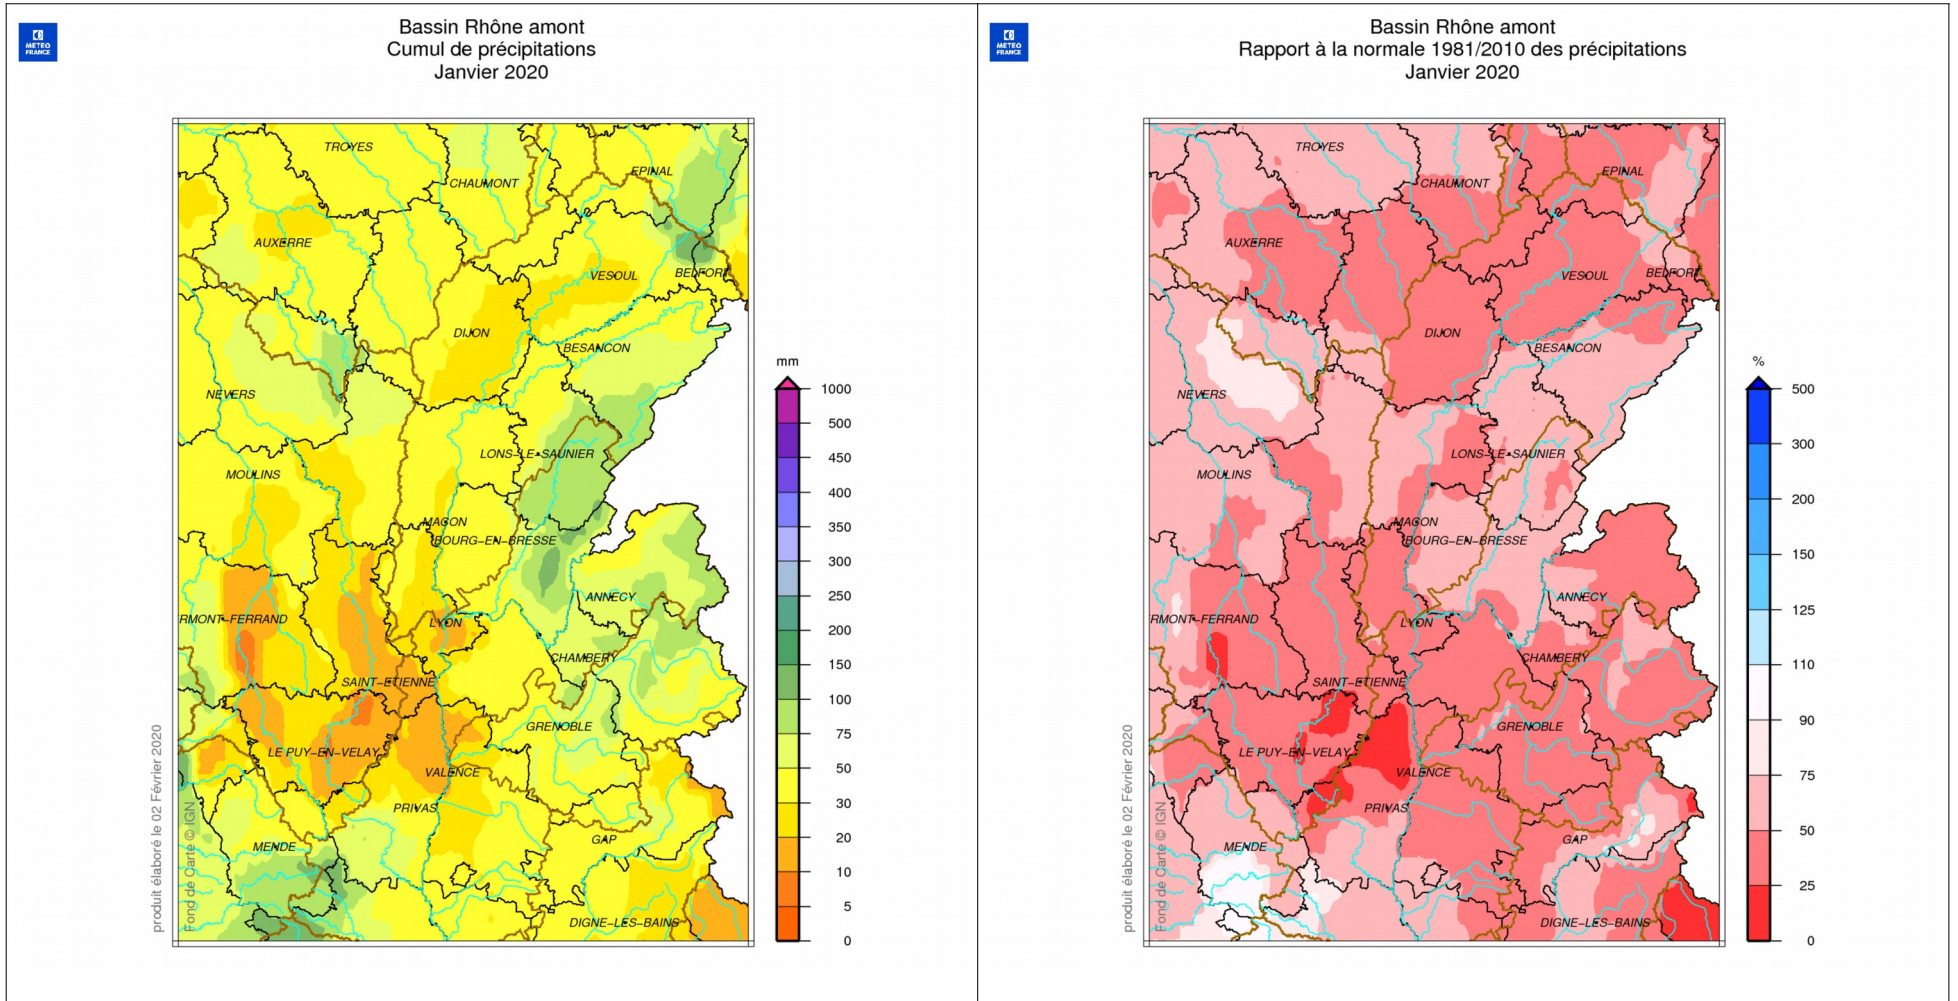 METEO
FRANCE
Bassin Rhône amont
Cumul de précipitations
Janvier 2020
TROYES
CHAUMONT
EPINAL
AUXERRE
VESOUL
BELFORT
DIJON
BESANCON
NEVERS
LONS-LE-SAUNIER
MOULINS
MACON
BOURG-EN-BRESSE
ANNECY
RMONT-FERRAND
LYON
CHAMBERY
SAINT-ETIENNE
GRENOBLE
LE PUY-EN-VELAY
VALENCE
PRIVAS
GAP
MENDE
DIGNE-LES-BAINS
produit élaboré le 02 Février 2020
Fond de Carte © IGN
mm
1000
500
450
400
350
300
250
200
150
100
75
50
30
20
10
5
0
METEO
FRANCE
Bassin Rhône amont
Rapport à la normale 1981/2010 des précipitations
Janvier 2020
TROYES
CHAUMONT
EPINAL
AUXERRE
VESOUL
BELFORT
DIJON
BESANCON
NEVERS
LONS-LE-SAUNIER
MOULINS
MACON
BOURG-EN-BRESSE
ANNECY
RMONT-FERRAND
LYON
CHAMBERY
SAINT-ETIENNE
GRENOBLE
LE PUY-EN-VELAY
VALENCE
PRIVAS
GAP
MENDE
DIGNE-LES-BAINS
produit élaboré le 02 Février 2020
Fond de Carte © IGN
%
500
300
200
150
125
110
90
75
50
25
0